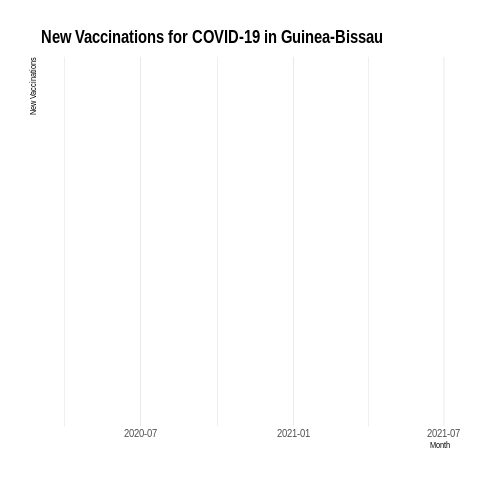 New Vaccinations for COVID-19 in Guinea-Bissau
New Vaccinations
2020-07
2021-01
2021-07
Month